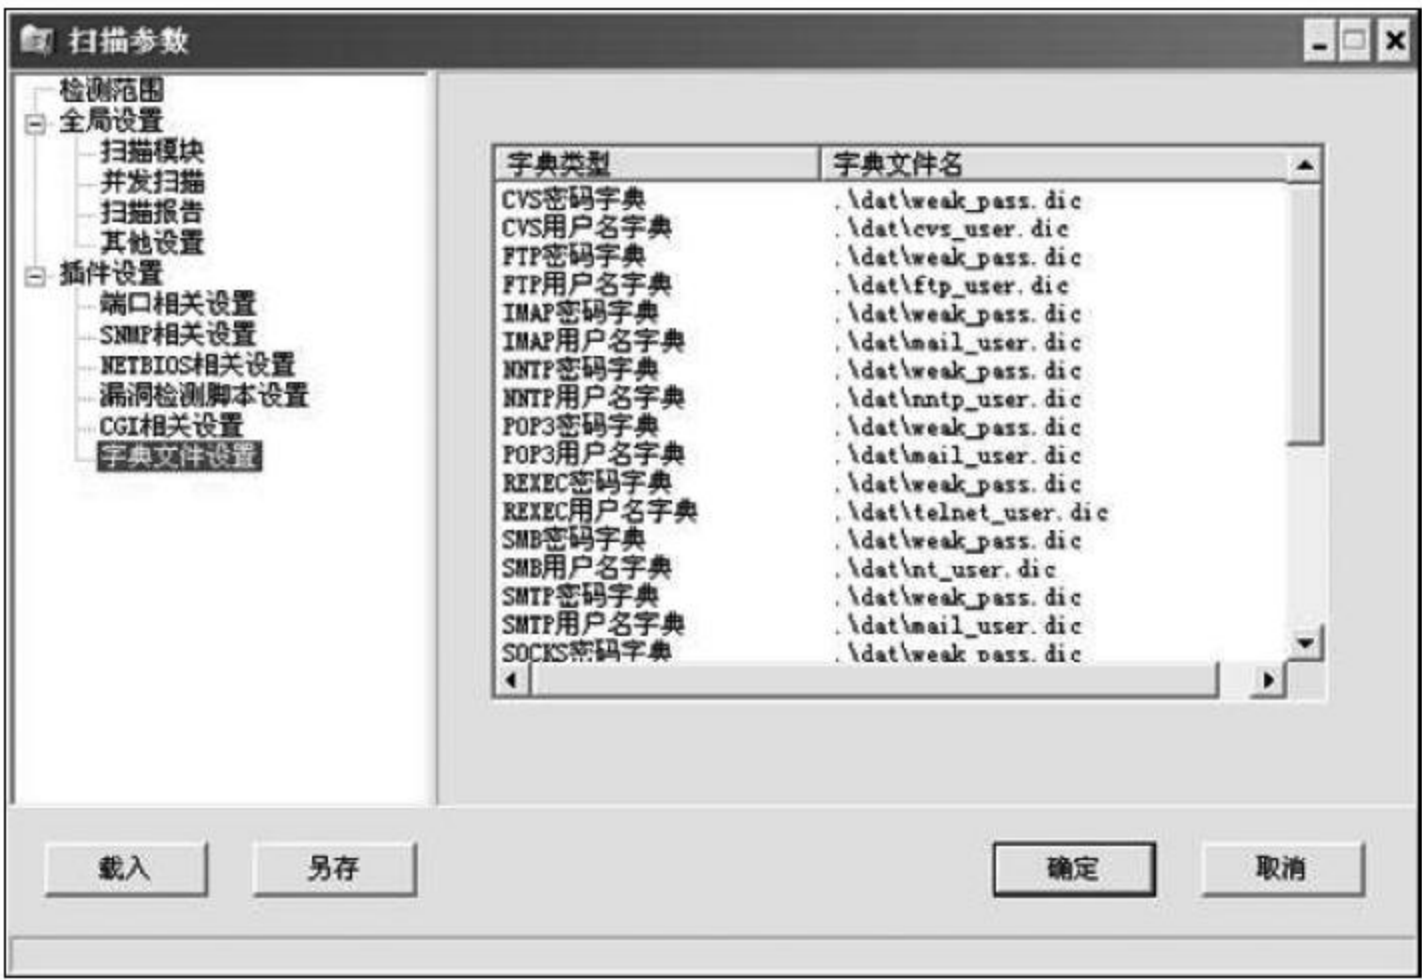 扫描参数
检测范围
全局设置
扫描模块
并发扫描
扫描报告
其他设置
插件设置
端口相关设置
SNMP相关设置
NETBIOS相关设置
漏洞检测脚本设置
CGI相关设置
字典文件设置
字典类型 字典文件名
CVS密码字典 .\dat\weak_pass.dic
CVS用户名字典 .\dat\cvs_user.dic
FTP密码字典 .\dat\weak_pass.dic
FTP用户名字典 .\dat\ftp_user.dic
IMAP密码字典 .\dat\weak_pass.dic
IMAP用户名字典 .\dat\mail_user.dic
NNTP密码字典 .\dat\weak_pass.dic
NNTP用户名字典 .\dat\nntp_user.dic
POP3密码字典 .\dat\weak_pass.dic
POP3用户名字典 .\dat\mail_user.dic
REXEC密码字典 .\dat\weak_pass.dic
REXEC用户名字典 .\dat\telnet_user.dic
SMB密码字典 .\dat\weak_pass.dic
SMB用户名字典 .\dat\nt_user.dic
SMTP密码字典 .\dat\weak_pass.dic
SMTP用户名字典 .\dat\mail_user.dic
SOCKS密码字典 .\dat\weak_pass.dic
载入 另存 确定 取消